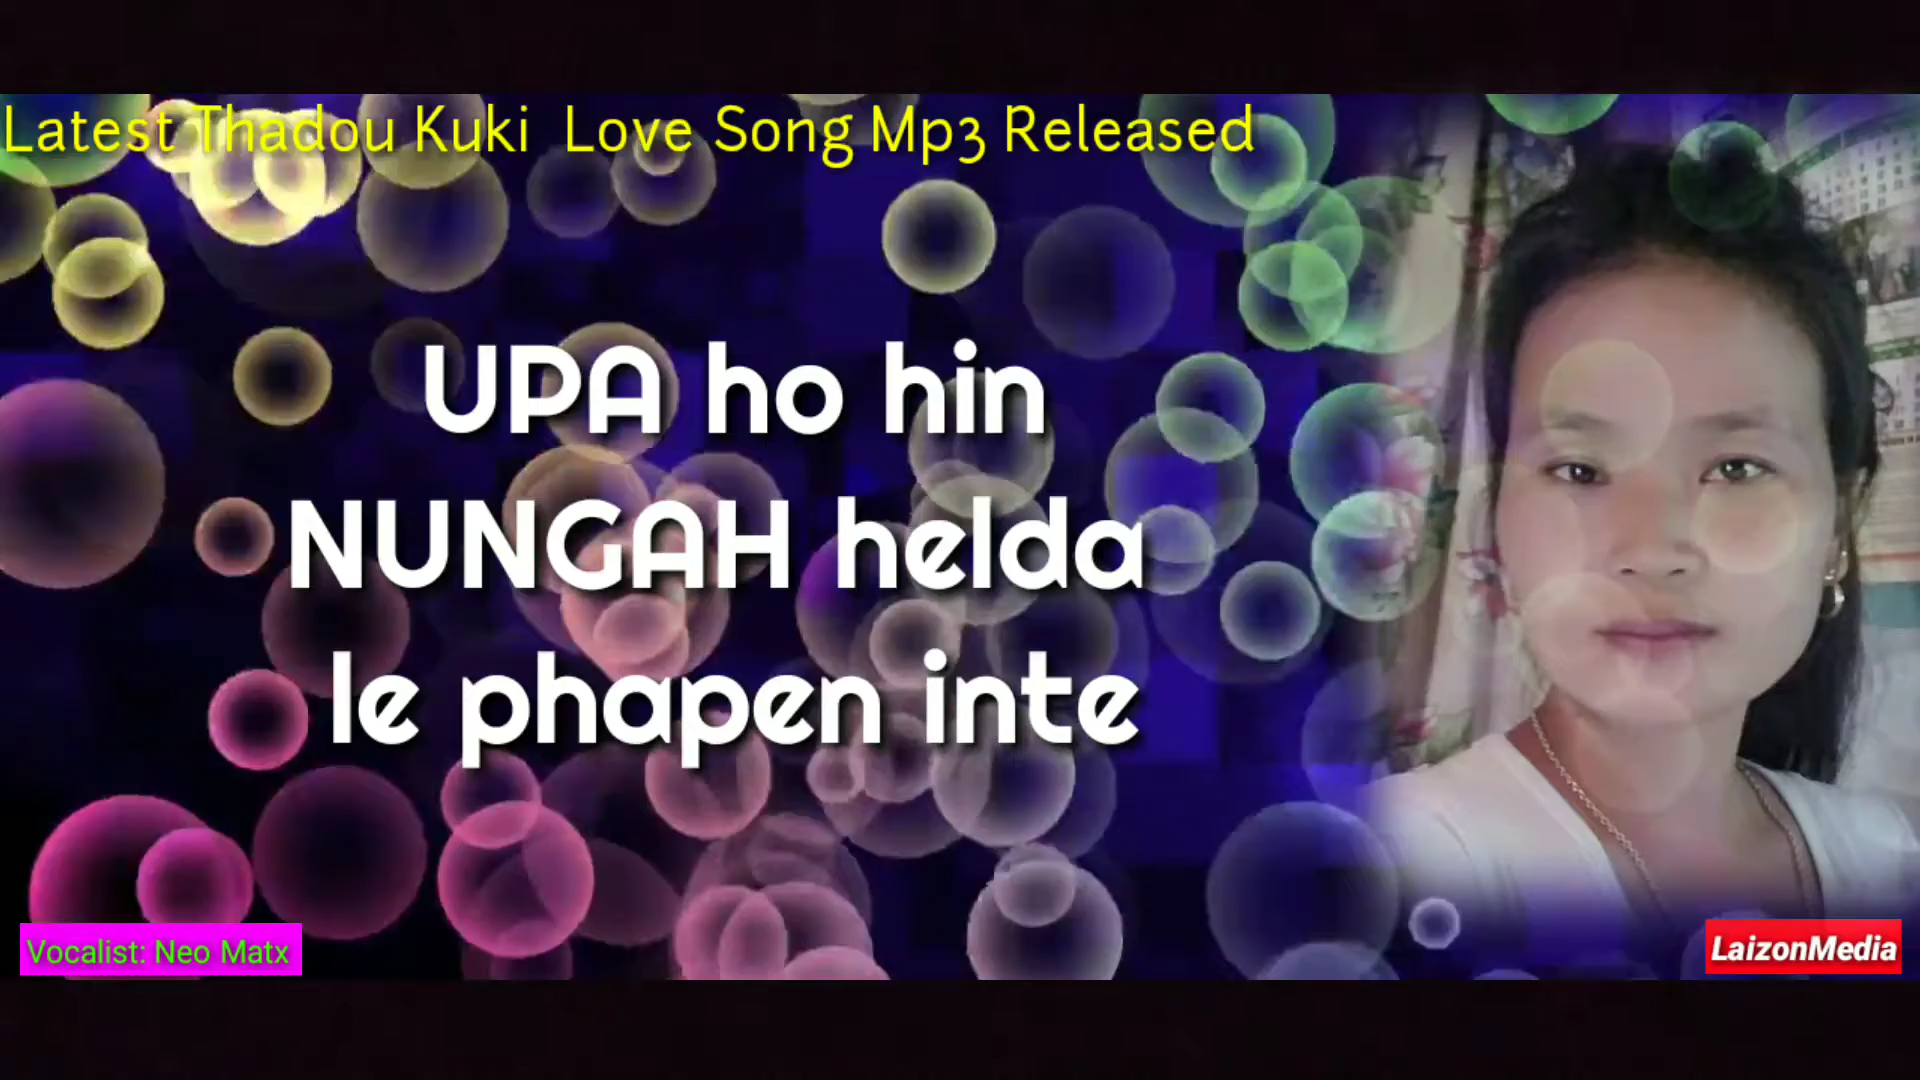 Latest Thadou Kuki Love Song Mp3 Released
UPA ho hin
NUNGAH helda
le phapen inte
Vocalist: Neo Matx
LaizonMedia